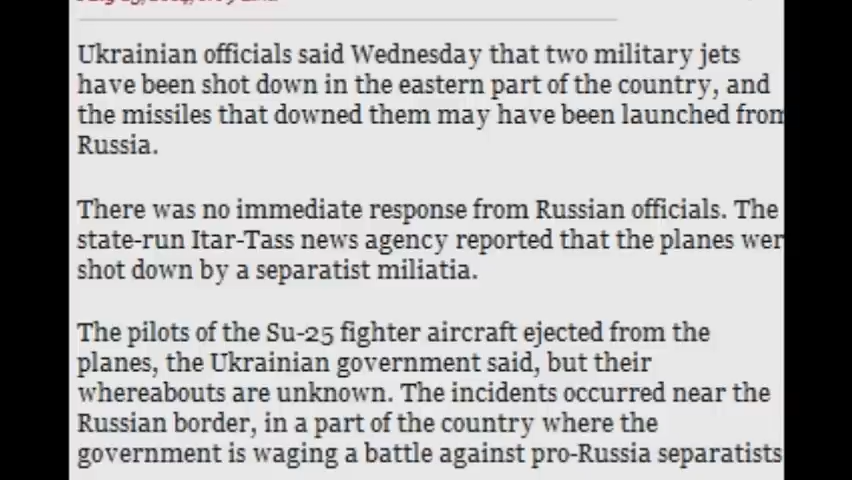 Ukrainian officials said Wednesday that two military jets
have been shot down in the eastern part of the country, and
the missiles that downed them may have been launched from
Russia.
There was no immediate response from Russian officials. The
state-run Itar-Tass news agency reported that the planes wer
shot down by a separatist miliatia.
The pilots of the Su-25 fighter aircraft ejected from the
planes, the Ukrainian government said, but their
whereabouts are unknown. The incidents occurred near the
Russian border, in a part of the country where the
government is waging a battle against pro-Russia separatists